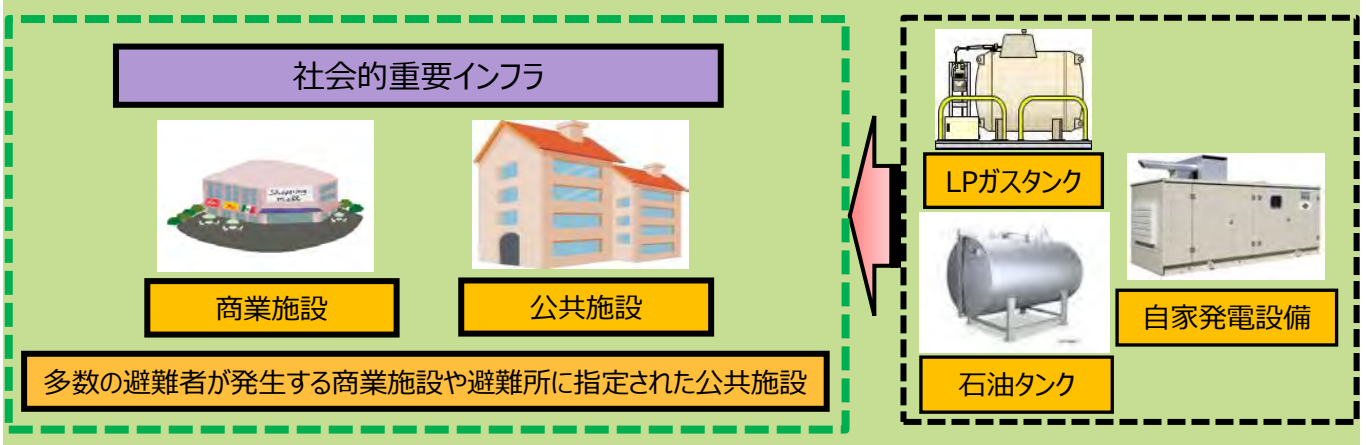 社会的重要インフラ
Shopping
Mall
商業施設
公共施設
多数の避難者が発生する商業施設や避難所に指定された公共施設
LPガスタンク
自家発電設備
石油タンク